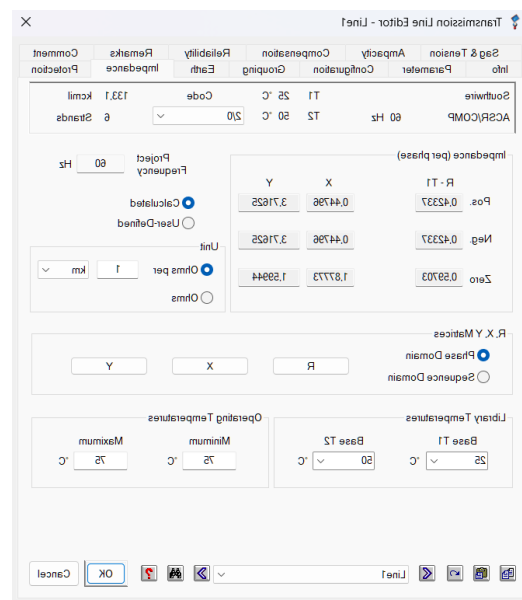 Transmission Line Editor - Line1
Sag & Tension Ampacity Compensation Reliability Remarks Comment
Info Parameter Configuration Grouping Earth Impedance Protection
Southwire T1 25 °C Code 133,1 kcmil
ACSR/COMP 60 Hz T2 50 °C 2/0 6 Strands
Impedance (per phase)
R - T1 X Y
Pos. 0,42337 0,44796 3,71625
Neg. 0,42337 0,44796 3,71625
Zero 0,59703 1,87773 1,59944
Project Frequency 60 Hz
Calculated
User-Defined
Unit
Ohms per 1 km
Ohms
R, X, Y Matices
Phase Domain
Sequence Domain
R X Y
Library Temperatures
Base T1 Base T2
25 °C 50 °C
Operating Temperatures
Minimum Maximum
75 °C 75 °C
Line1 OK Cancel